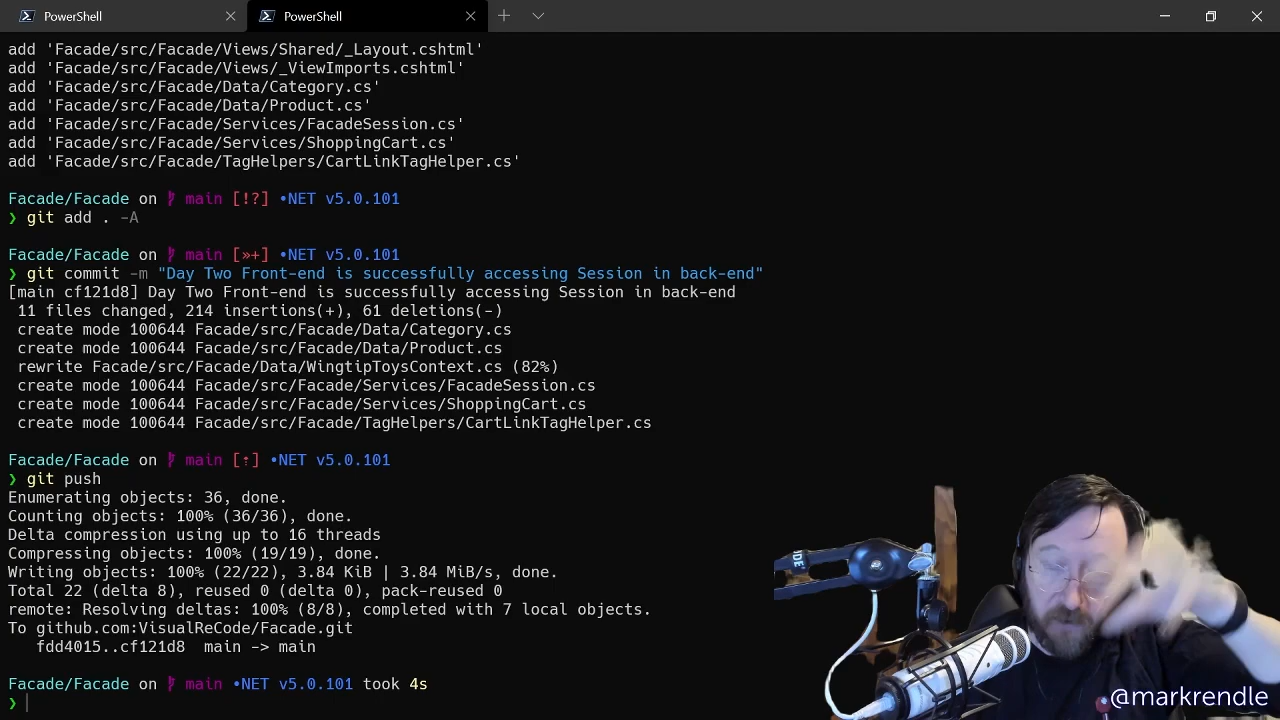 PowerShell
PowerShell
add 'Facade/src/Facade/Views/Shared/_Layout.cshtml'
add 'Facade/src/Facade/Views/_ViewImports.cshtml'
add 'Facade/src/Facade/Data/Category.cs'
add 'Facade/src/Facade/Data/Product.cs'
add 'Facade/src/Facade/Services/FacadeSession.cs'
add 'Facade/src/Facade/Services/ShoppingCart.cs'
add 'Facade/src/Facade/TagHelpers/CartLinkTagHelper.cs'
Facade/Facade on main [!?] •NET v5.0.101
❯ git add . -A
Facade/Facade on main [»+] •NET v5.0.101
❯ git commit -m "Day Two Front-end is successfully accessing Session in back-end"
[main cf121d8] Day Two Front-end is successfully accessing Session in back-end
11 files changed, 214 insertions(+), 61 deletions(-)
create mode 100644 Facade/src/Facade/Data/Category.cs
create mode 100644 Facade/src/Facade/Data/Product.cs
rewrite Facade/src/Facade/Data/WingtipToysContext.cs (82%)
create mode 100644 Facade/src/Facade/Services/FacadeSession.cs
create mode 100644 Facade/src/Facade/Services/ShoppingCart.cs
create mode 100644 Facade/src/Facade/TagHelpers/CartLinkTagHelper.cs
Facade/Facade on main [⇡] •NET v5.0.101
❯ git push
Enumerating objects: 36, done.
Counting objects: 100% (36/36), done.
Delta compression using up to 16 threads
Compressing objects: 100% (19/19), done.
Writing objects: 100% (22/22), 3.84 KiB | 3.84 MiB/s, done.
Total 22 (delta 8), reused 0 (delta 0), pack-reused 0
remote: Resolving deltas: 100% (8/8), completed with 7 local objects.
To github.com:VisualReCode/Facade.git
fdd4015..cf121d8 main -> main
Facade/Facade on main •NET v5.0.101 took 4s
❯
@markrendle